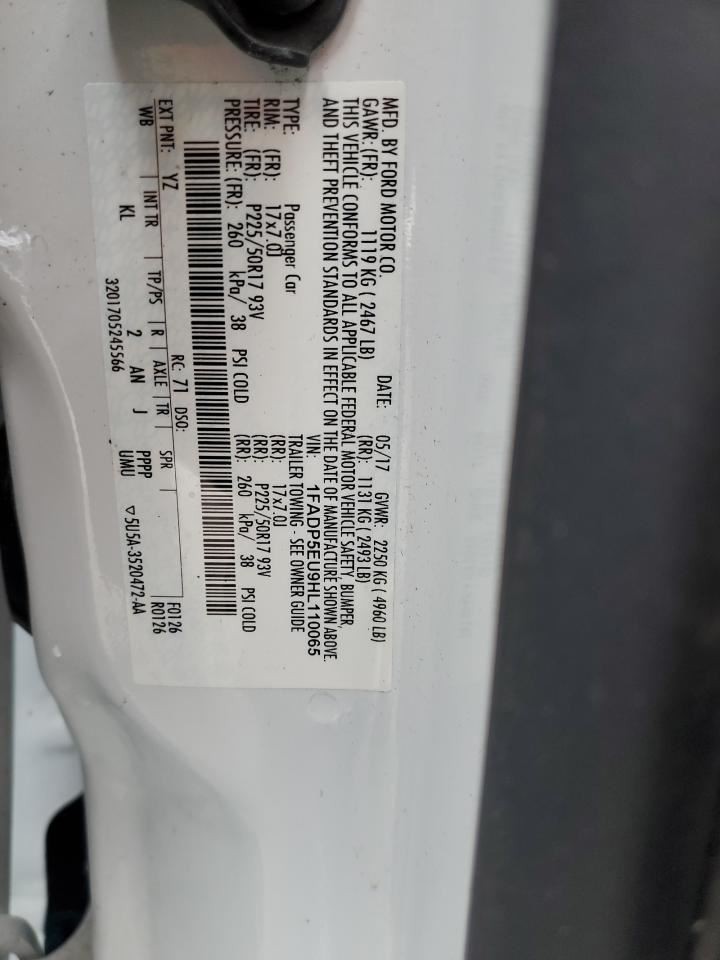 MFD. BY FORD MOTOR CO.
DATE: 05/17 GVWR: 2250 KG ( 4960 LB)
GAWR: (FR): 1119 KG ( 2467 LB) (RR): 1131 KG ( 2493 LB)
THIS VEHICLE CONFORMS TO ALL APPLICABLE FEDERAL MOTOR VEHICLE SAFETY, BUMPER,
AND THEFT PREVENTION STANDARDS IN EFFECT ON THE DATE OF MANUFACTURE SHOWN ABOVE.
VIN: 1FADP5EU9HL110065
TYPE: Passenger Car TRAILER TOWING - SEE OWNER GUIDE
RIM: (FR): 17x7.0J (RR): 17x7.0J
TIRE: (FR): P225/50R17 93V (RR): P225/50R17 93V
PRESSURE: (FR): 260 kPa/ 38 PSI COLD (RR): 260 kPa/ 38 PSI COLD
EXT PNT: YZ RC: 71 DSO: F0126
WB INT TR TP/PS R AXLE TR SPR R0126
KL 2 AN J PPPP
UMU
3201705245566 ▽5U5A-3520472-AA